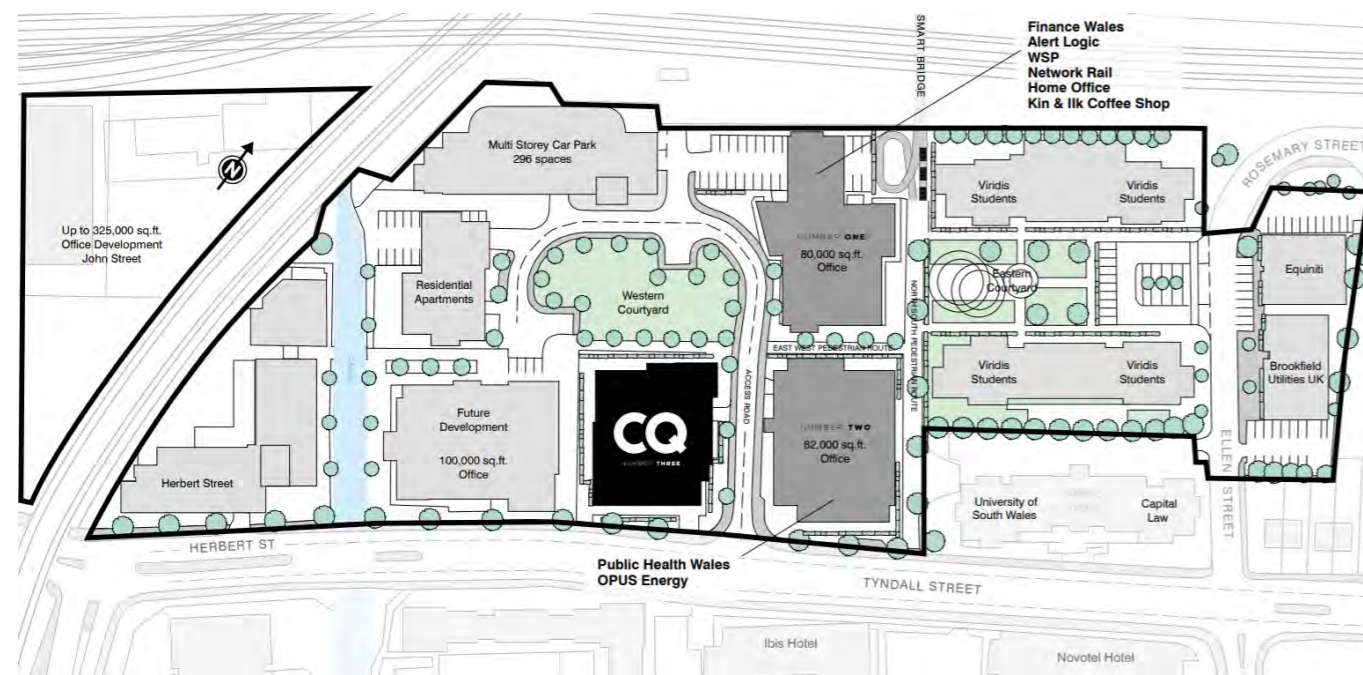 Finance Wales
Alert Logic
WSP
Network Rail
Home Office
Kin & Ilk Coffee Shop
SMART BRIDGE
ROSEMARY STREET
Multi Storey Car Park
296 spaces
N
Viridis
Students
Viridis
Students
Up to 325,000 sq.ft.
Office Development
John Street
NUMBER ONE
80,000 sq.ft.
Office
Equiniti
Residential
Apartments
Western
Courtyard
Eastern
Courtyard
NORTH SOUTH PEDESTRIAN ROUTE
EAST WEST PEDESTRIAN ROUTE
ACCESS ROAD
Viridis
Students
Viridis
Students
Brookfield
Utilities UK
Future
Development
100,000 sq.ft.
Office
CQ
NUMBER THREE
NUMBER TWO
82,000 sq.ft.
Office
Herbert Street
University of
South Wales
Capital
Law
ELLEN STREET
HERBERT ST
Public Health Wales
OPUS Energy
TYNDALL STREET
Ibis Hotel
Novotel Hotel